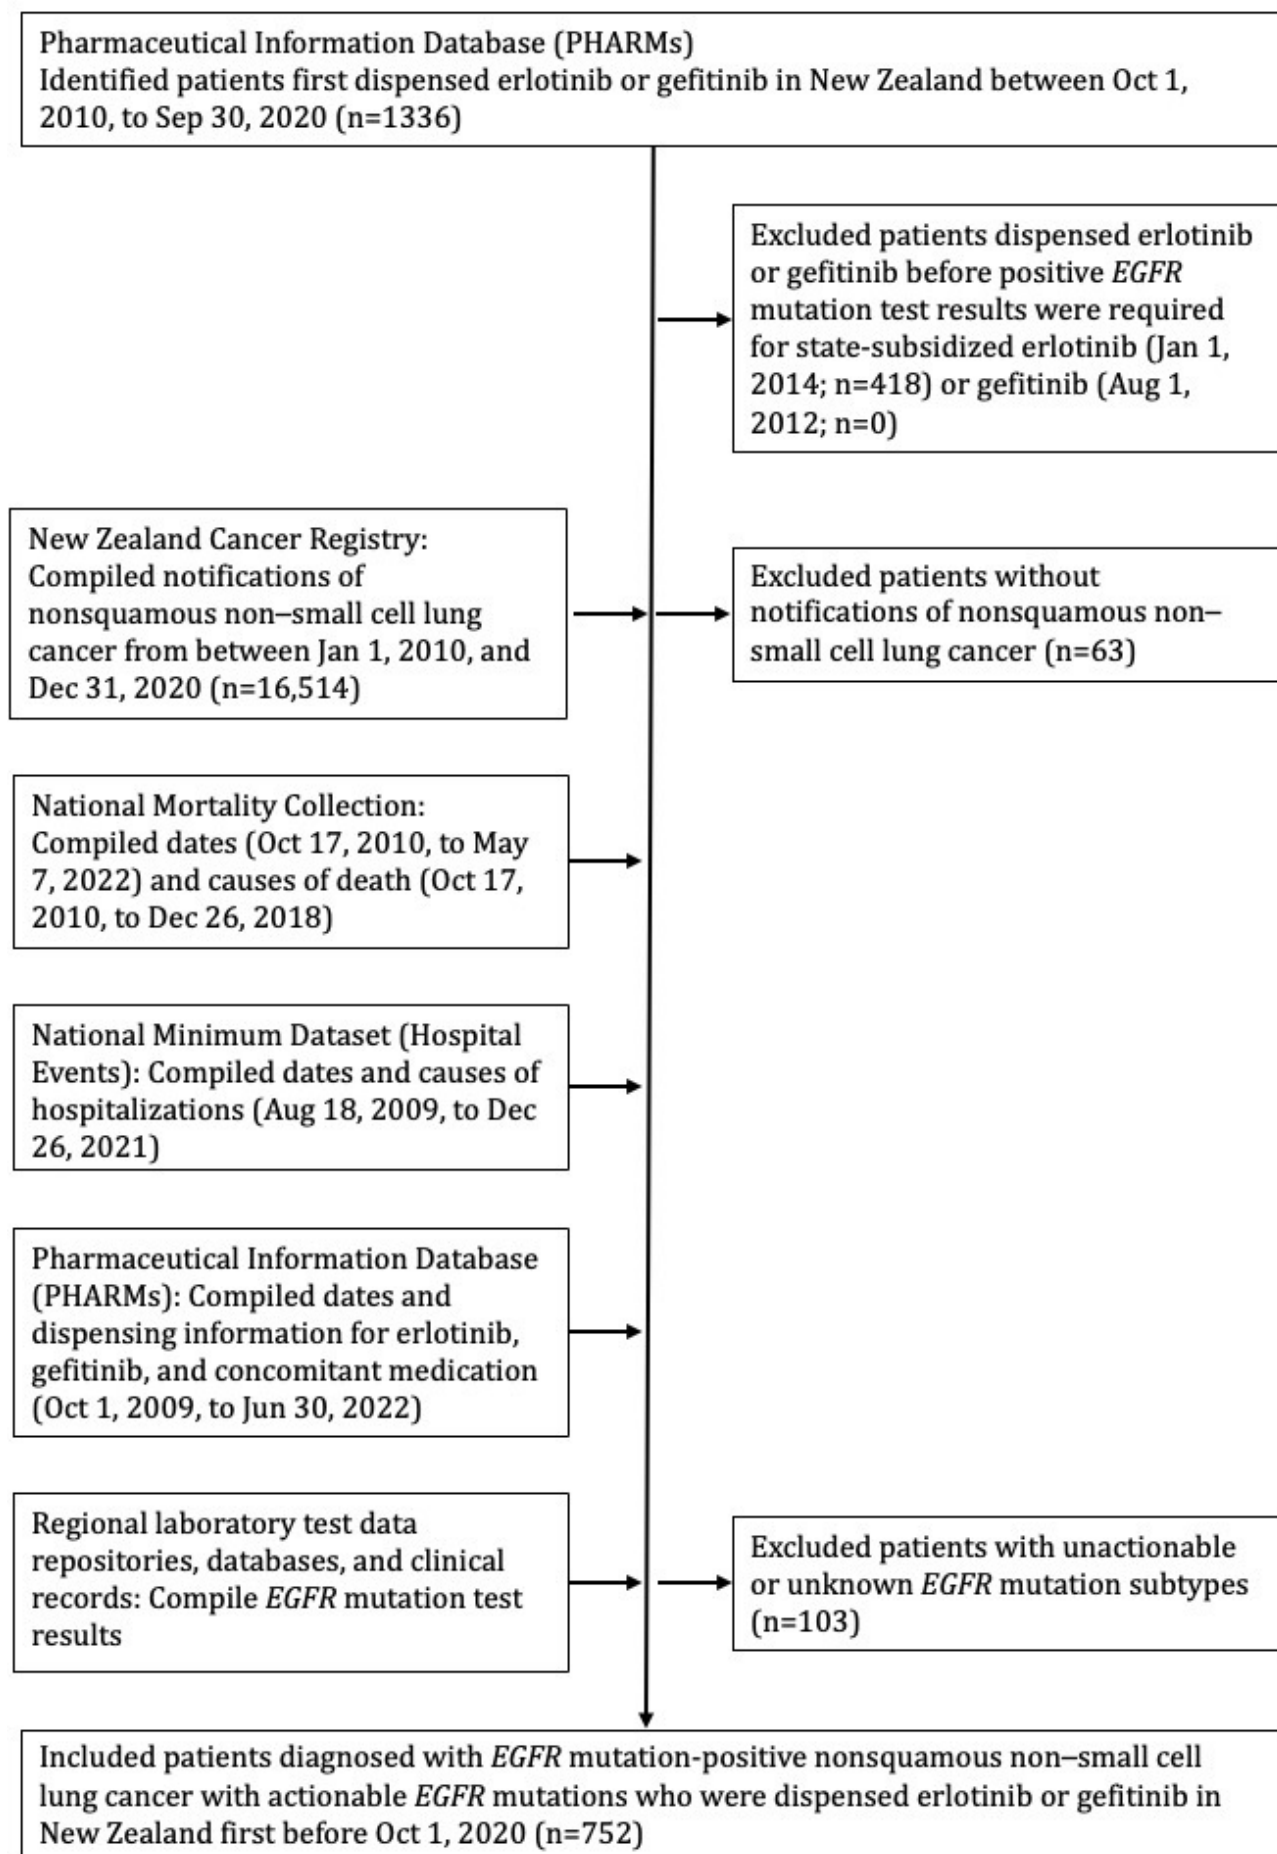 Pharmaceutical Information Database (PHARMs)
Identified patients first dispensed erlotinib or gefitinib in New Zealand between Oct 1,
2010, to Sep 30, 2020 (n=1336)
Excluded patients dispensed erlotinib
or gefitinib before positive EGFR
mutation test results were required
for state-subsidized erlotinib (Jan 1,
2014; n=418) or gefitinib (Aug 1,
2012; n=0)
New Zealand Cancer Registry:
Compiled notifications of
nonsquamous non–small cell lung
cancer from between Jan 1, 2010, and
Dec 31, 2020 (n=16,514)
Excluded patients without
notifications of nonsquamous non–
small cell lung cancer (n=63)
National Mortality Collection:
Compiled dates (Oct 17, 2010, to May
7, 2022) and causes of death (Oct 17,
2010, to Dec 26, 2018)
National Minimum Dataset (Hospital
Events): Compiled dates and causes of
hospitalizations (Aug 18, 2009, to Dec
26, 2021)
Pharmaceutical Information Database
(PHARMs): Compiled dates and
dispensing information for erlotinib,
gefitinib, and concomitant medication
(Oct 1, 2009, to Jun 30, 2022)
Regional laboratory test data
repositories, databases, and clinical
records: Compile EGFR mutation test
results
Excluded patients with unactionable
or unknown EGFR mutation subtypes
(n=103)
Included patients diagnosed with EGFR mutation-positive nonsquamous non–small cell
lung cancer with actionable EGFR mutations who were dispensed erlotinib or gefitinib in
New Zealand first before Oct 1, 2020 (n=752)